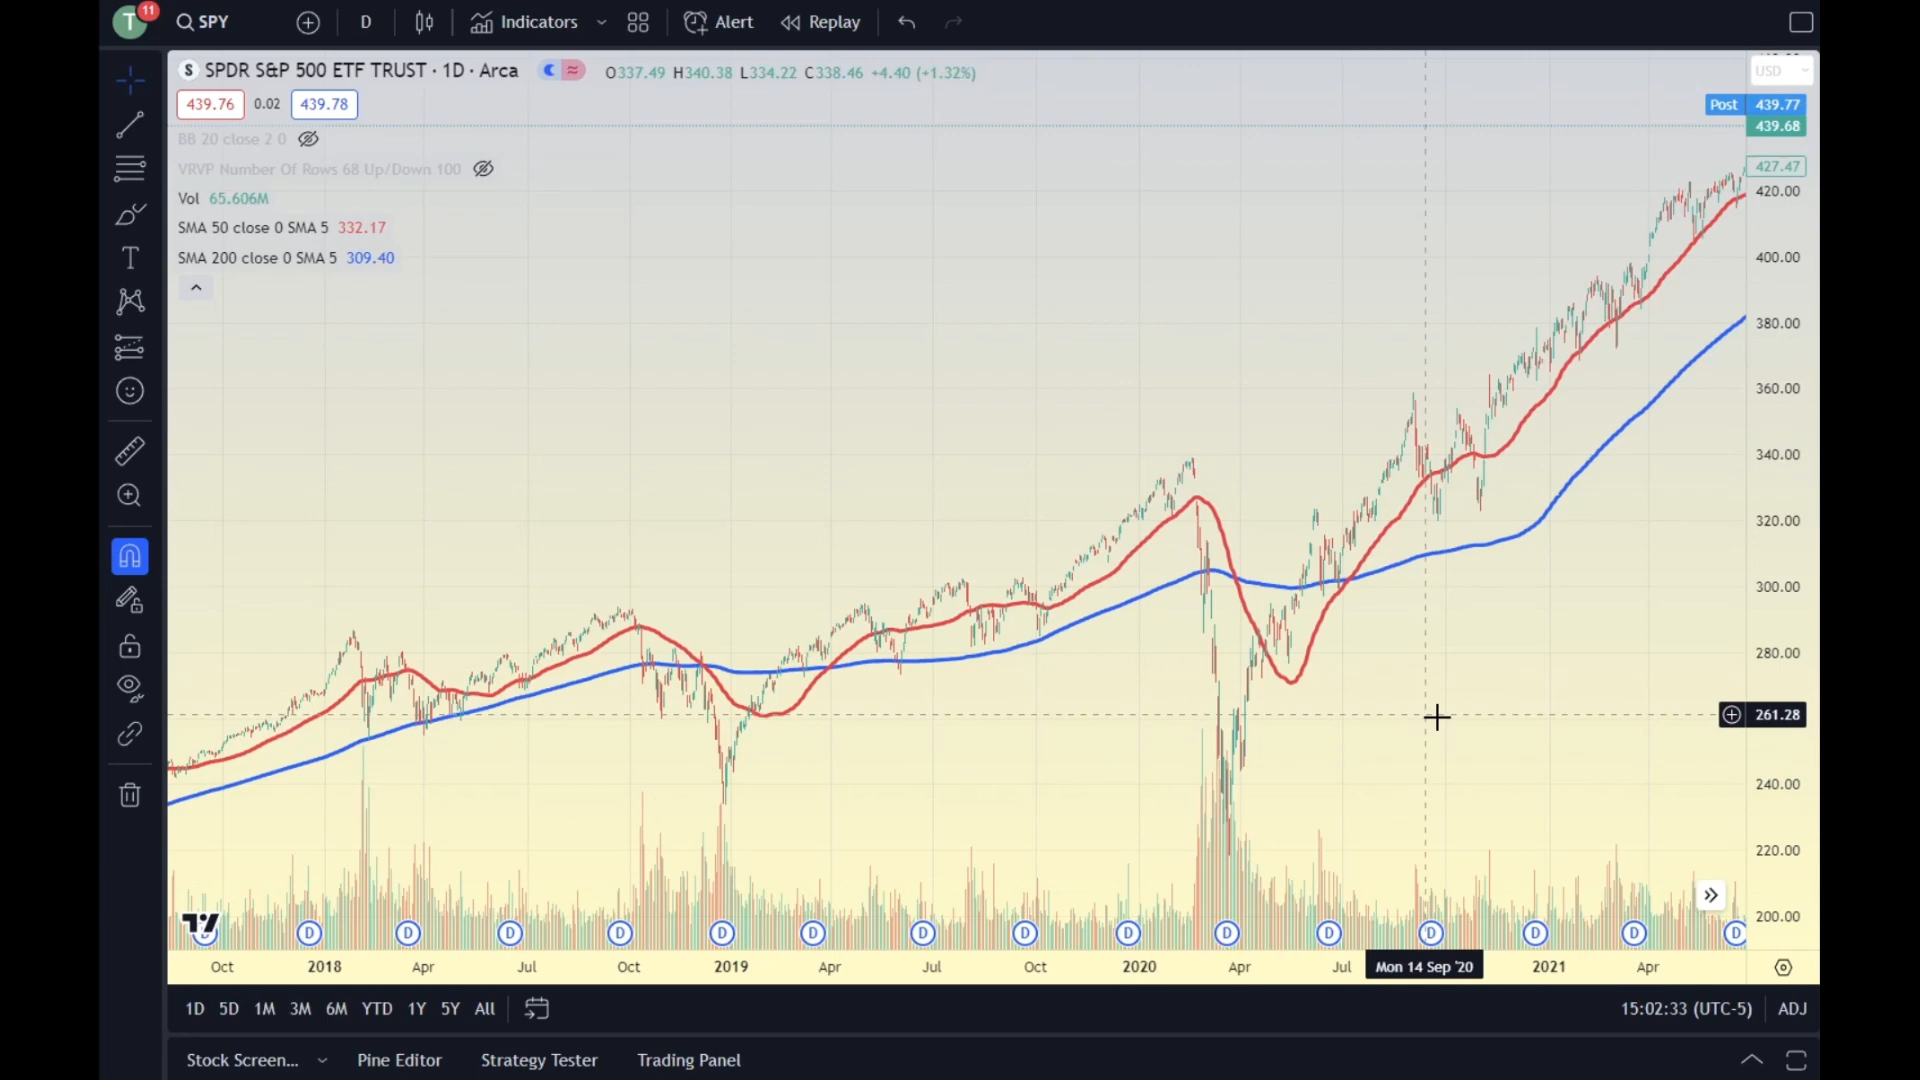 T 11 SPY D Indicators Alert Replay
S SPDR S&P 500 ETF TRUST · 1D · Arca O337.49 H340.38 L334.22 C338.46 +4.40 (+1.32%) USD
439.76 0.02 439.78
Post 439.77
439.68
BB 20 close 2 0
VRVP Number Of Rows 68 Up/Down 100
427.47
Vol 65.606M
420.00
SMA 50 close 0 SMA 5 332.17
SMA 200 close 0 SMA 5 309.40
400.00
380.00
360.00
340.00
320.00
300.00
280.00
261.28
240.00
220.00
200.00
D D D D D D D D D D D D D D D
Oct 2018 Apr Jul Oct 2019 Apr Jul Oct 2020 Apr Jul Mon 14 Sep '20 2021 Apr
1D 5D 1M 3M 6M YTD 1Y 5Y All 15:02:33 (UTC-5) ADJ
Stock Screen... Pine Editor Strategy Tester Trading Panel